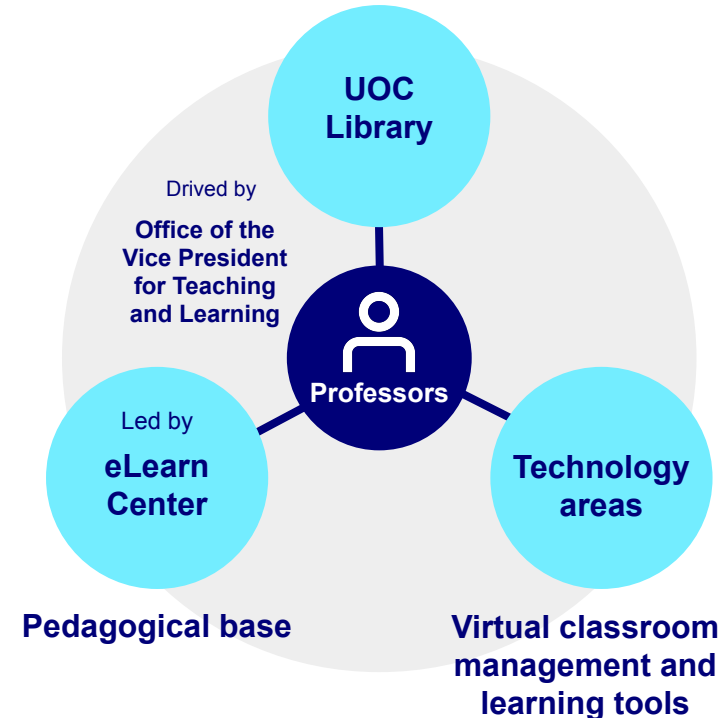 UOC
Library
Drived by
Office of the
Vice President
for Teaching
and Learning
Professors
Led by
eLearn
Center
Technology
areas
Pedagogical base
Virtual classroom
management and
learning tools